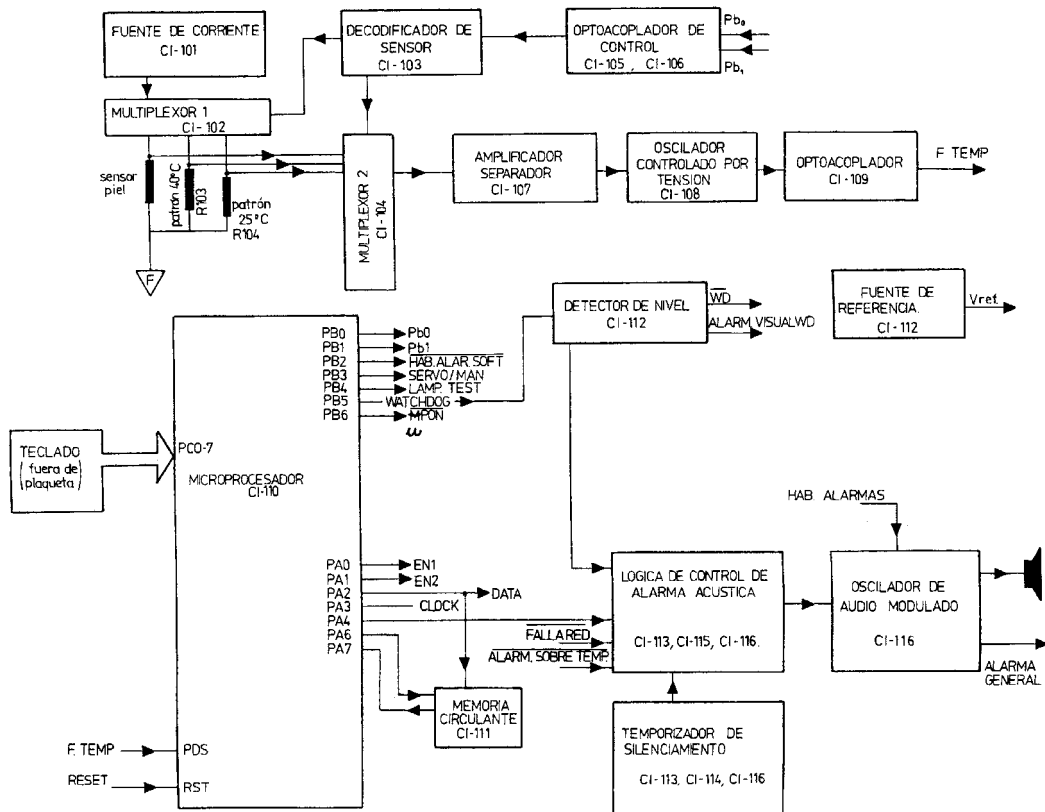 FUENTE DE CORRIENTE
CI-101
DECODIFICADOR DE
SENSOR
CI-103
OPTOACOPLADOR DE
CONTROL
CI-105 , CI-106
Pb₀
Pb₁
MULTIPLEXOR 1
CI-102
sensor
piel
patrón 40°C
R103
patrón
25°C
R104
F
MULTIPLEXOR 2
CI-104
AMPLIFICADOR
SEPARADOR
CI-107
OSCILADOR
CONTROLADO POR
TENSION
CI-108
OPTOACOPLADOR
CI-109
F TEMP
DETECTOR DE NIVEL
CI-112
WD
ALARM.VISUALWD
FUENTE DE
REFERENCIA.
CI-112
Vref.
PB0 Pb0
PB1 Pb1
PB2 HAB.ALAR.SOFT
PB3 SERVO/MAN
PB4 LAMP. TEST
PB5 WATCHDOG
PB6 MPON
TECLADO
(fuera de
plaqueta)
PC0-7
MICROPROCESADOR
CI-110
PA0 EN1
PA1 EN2
PA2 DATA
PA3 CLOCK
PA4
PA6
PA7
MEMORIA
CIRCULANTE
CI-111
HAB. ALARMAS
LOGICA DE CONTROL DE
ALARMA ACUSTICA
CI-113, CI-115, CI-116.
FALLA RED
ALARM. SOBRE TEMP.
OSCILADOR DE
AUDIO MODULADO
CI-116
ALARMA
GENERAL
TEMPORIZADOR DE
SILENCIAMIENTO
CI-113, CI-114, CI-116
F. TEMP PDS
RESET RST